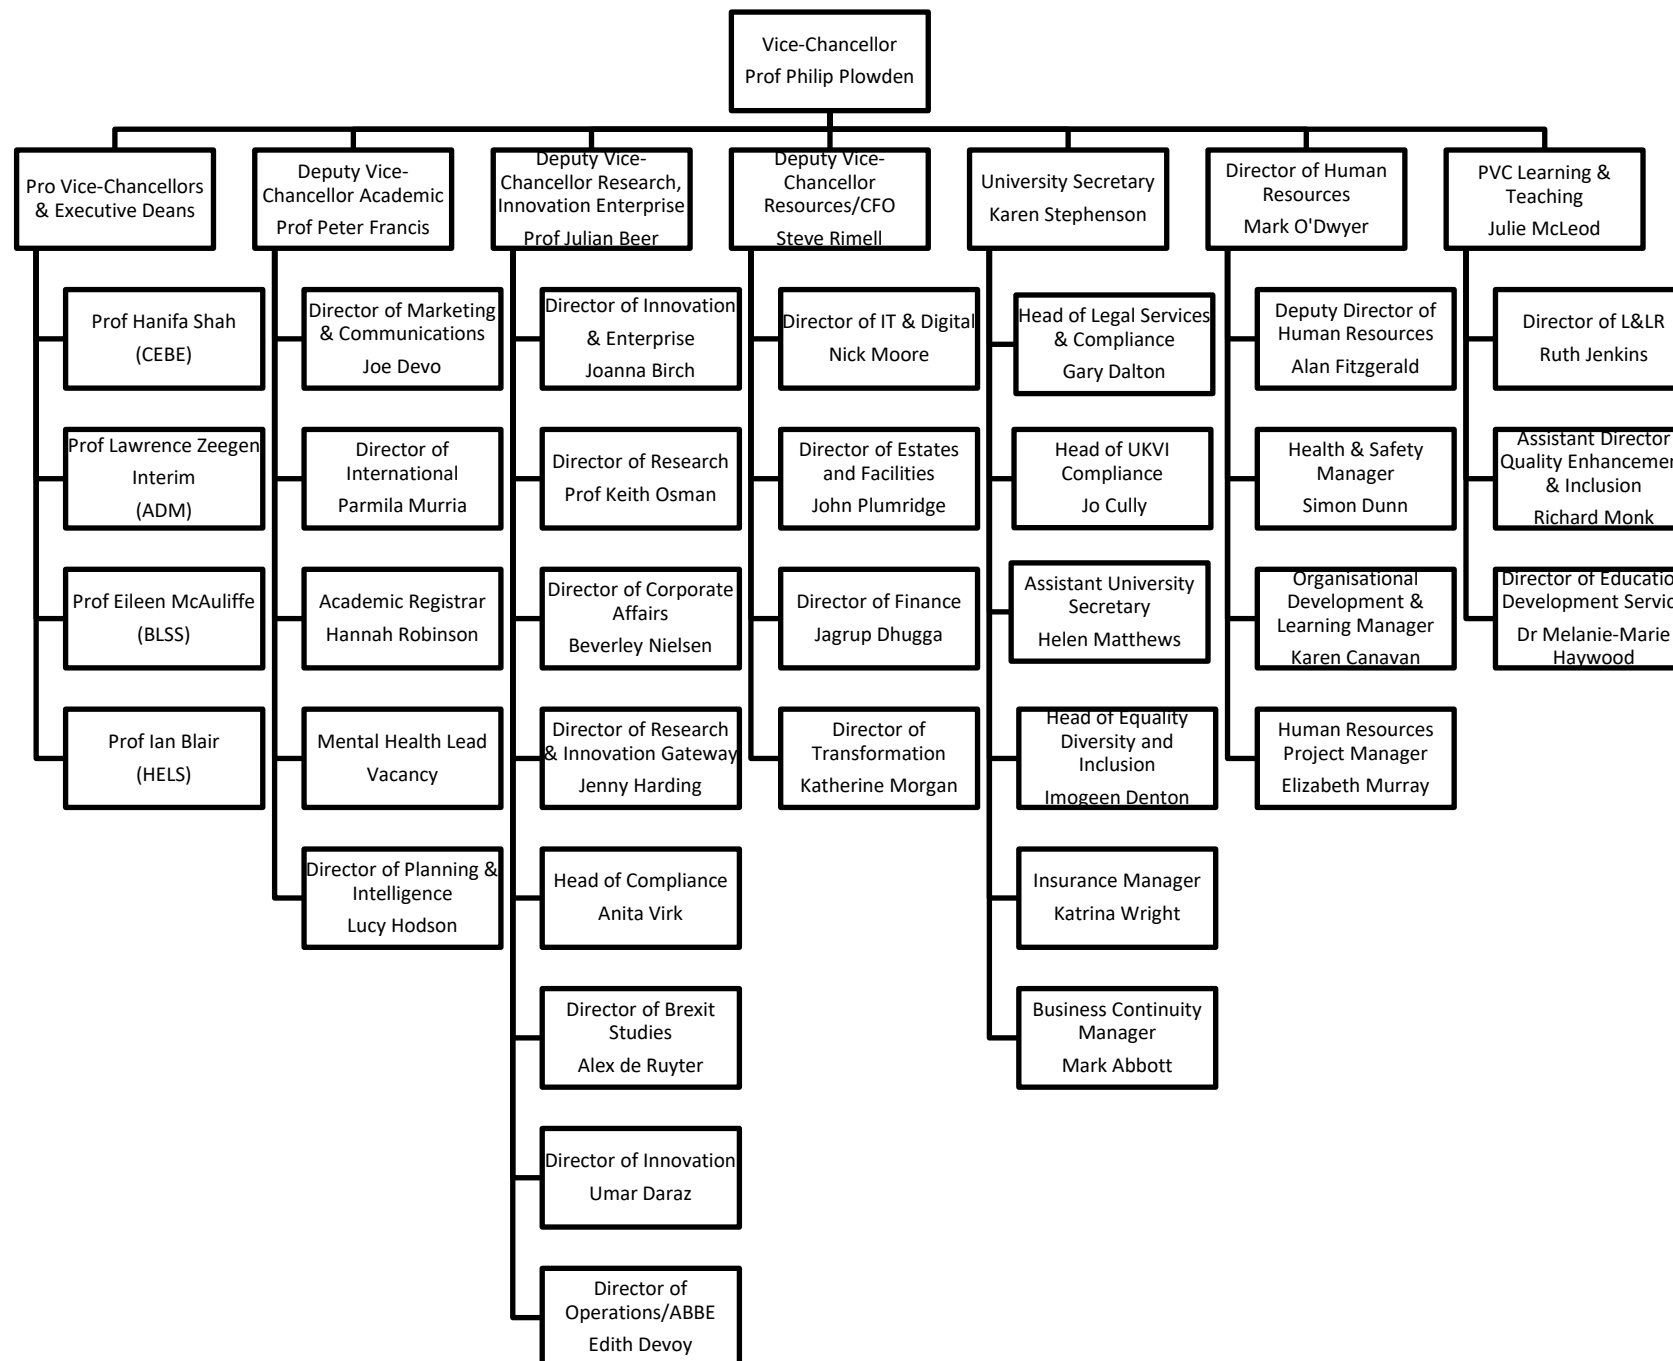 Vice-Chancellor
Prof Philip Plowden
Pro Vice-Chancellors
& Executive Deans
Prof Hanifa Shah
(CEBE)
Prof Lawrence Zeegen
Interim
(ADM)
Prof Eileen McAuliffe
(BLSS)
Prof Ian Blair
(HELS)
Deputy Vice-
Chancellor Academic
Prof Peter Francis
Director of Marketing
& Communications
Joe Devo
Director of
International
Parmila Murria
Academic Registrar
Hannah Robinson
Mental Health Lead
Vacancy
Director of Planning &
Intelligence
Lucy Hodson
Deputy Vice-
Chancellor Research,
Innovation Enterprise
Prof Julian Beer
Director of Innovation
& Enterprise
Joanna Birch
Director of Research
Prof Keith Osman
Director of Corporate
Affairs
Beverley Nielsen
Director of Research
& Innovation Gateway
Jenny Harding
Head of Compliance
Anita Virk
Director of Brexit
Studies
Alex de Ruyter
Director of Innovation
Umar Daraz
Director of
Operations/ABBE
Edith Devoy
Deputy Vice-
Chancellor
Resources/CFO
Steve Rimell
Director of IT & Digital
Nick Moore
Director of Estates
and Facilities
John Plumridge
Director of Finance
Jagrup Dhugga
Director of
Transformation
Katherine Morgan
University Secretary
Karen Stephenson
Head of Legal Services
& Compliance
Gary Dalton
Head of UKVI
Compliance
Jo Cully
Assistant University
Secretary
Helen Matthews
Head of Equality
Diversity and
Inclusion
Imogeen Denton
Insurance Manager
Katrina Wright
Business Continuity
Manager
Mark Abbott
Director of Human
Resources
Mark O'Dwyer
Deputy Director of
Human Resources
Alan Fitzgerald
Health & Safety
Manager
Simon Dunn
Organisational
Development &
Learning Manager
Karen Canavan
Human Resources
Project Manager
Elizabeth Murray
PVC Learning &
Teaching
Julie McLeod
Director of L&LR
Ruth Jenkins
Assistant Director
Quality
& Inclusion
Richard Monk
Director of
Development
Dr Melanie-Marie
Haywood